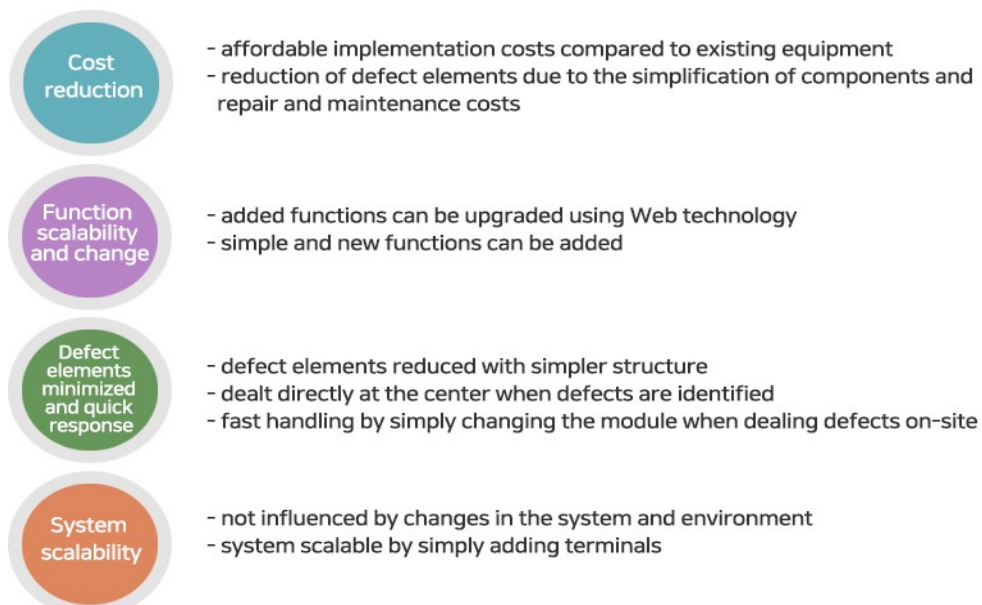 Cost
reduction
- affordable implementation costs compared to existing equipment
- reduction of defect elements due to the simplification of components and
repair and maintenance costs
Function
scalability
and change
- added functions can be upgraded using Web technology
- simple and new functions can be added
Defect
elements
minimized
and quick
response
- defect elements reduced with simpler structure
- dealt directly at the center when defects are identified
- fast handling by simply changing the module when dealing defects on-site
System
scalability
- not influenced by changes in the system and environment
- system scalable by simply adding terminals